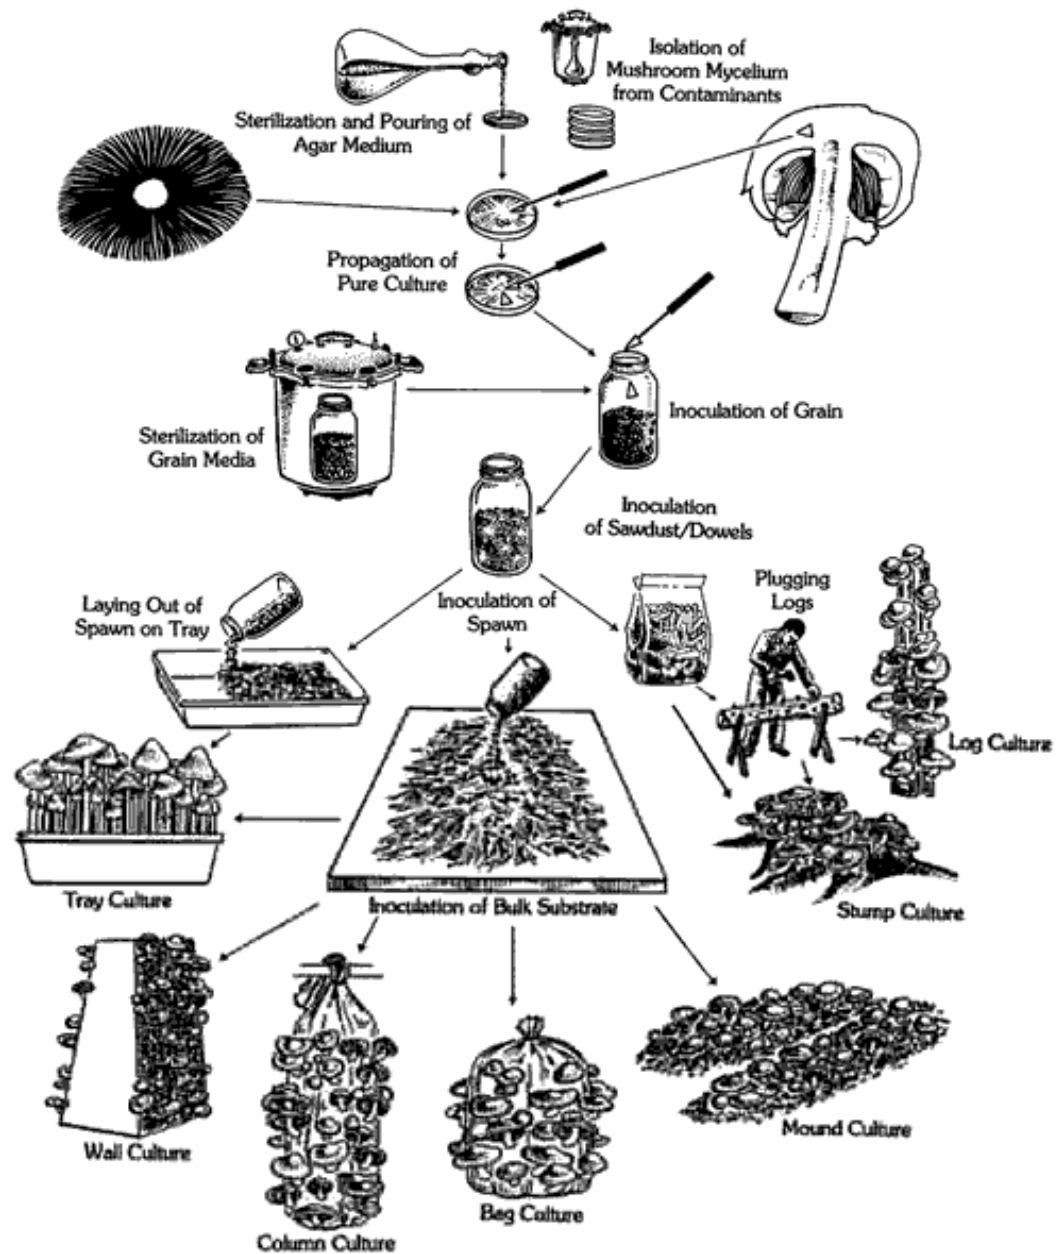 Isolation of
Mushroom Mycelium
from Contaminants
Sterilization and Pouring of
Agar Medium
Propagation of
Pure Culture
Inoculation of Grain
Sterilization of
Grain Media
Inoculation
of Sawdust/Dowels
Plugging
Logs
Laying Out of
Spawn on Tray
Inoculation of
Spawn
Log Culture
Tray Culture
Inoculation of Bulk Substrate
Stump Culture
Wall Culture
Mound Culture
Bag Culture
Column Culture